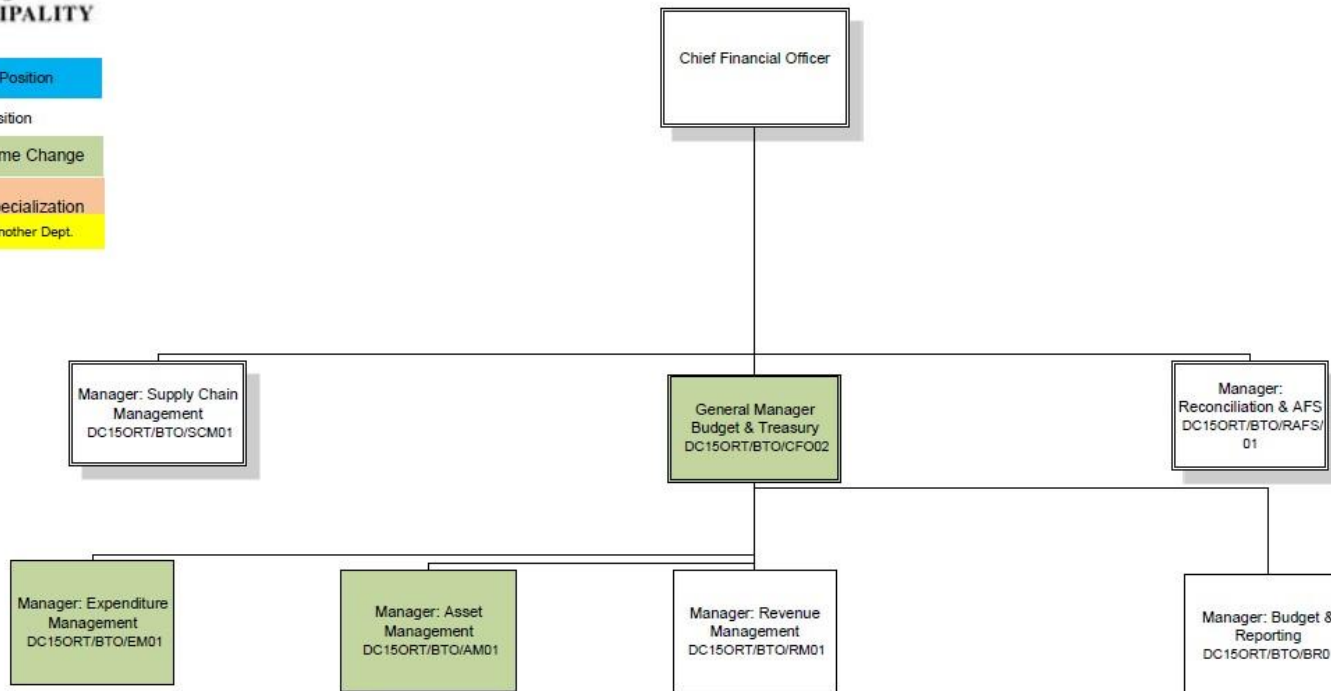 IPALITY
Position
sition
me Change
ecialization
nother Dept.
Chief Financial Officer
Manager: Supply Chain
Management
DC15ORT/BTO/SCM01
General Manager
Budget & Treasury
DC15ORT/BTO/CFO02
Manager:
Reconciliation & AFS
DC15ORT/BTO/RAFS/
01
Manager: Expenditure
Management
DC15ORT/BTO/EM01
Manager: Asset
Management
DC15ORT/BTO/AM01
Manager: Revenue
Management
DC15ORT/BTO/RM01
Manager: Budget &
Reporting
DC15ORT/BTO/BR0